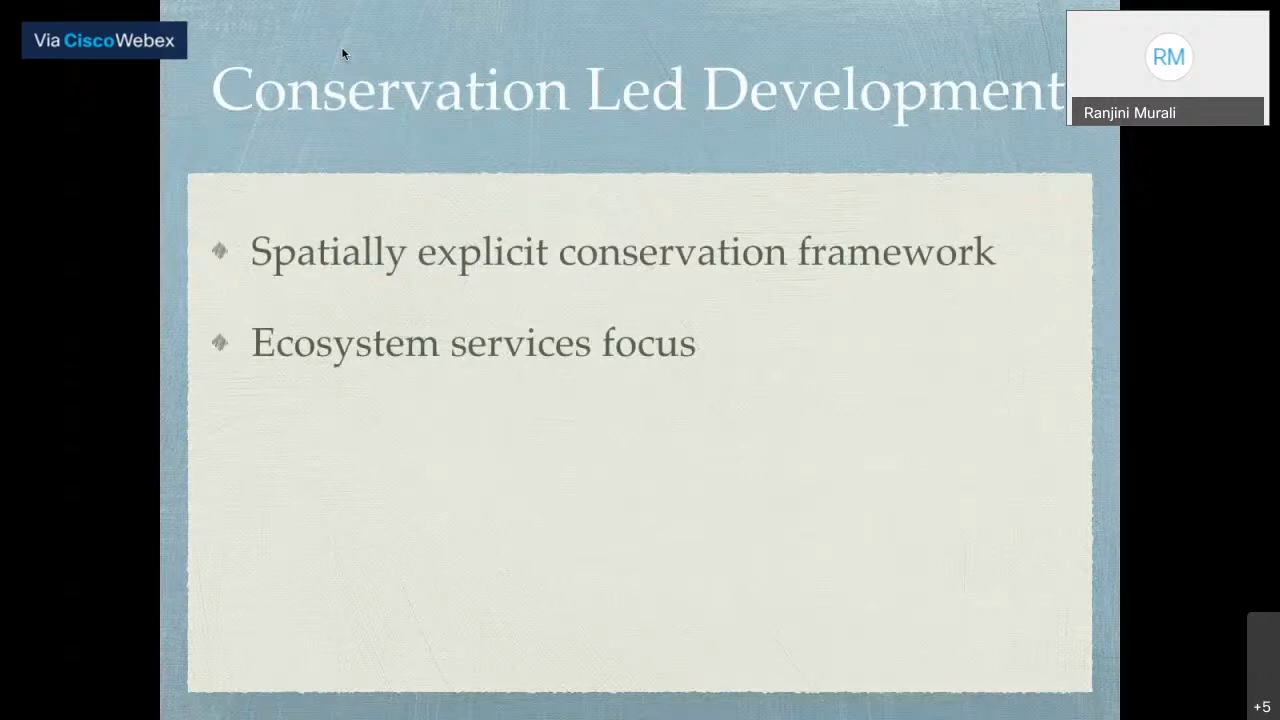 Via CiscoWebex
RM
Ranjini Murali
Conservation Led Development
Spatially explicit conservation framework
Ecosystem services focus
+5